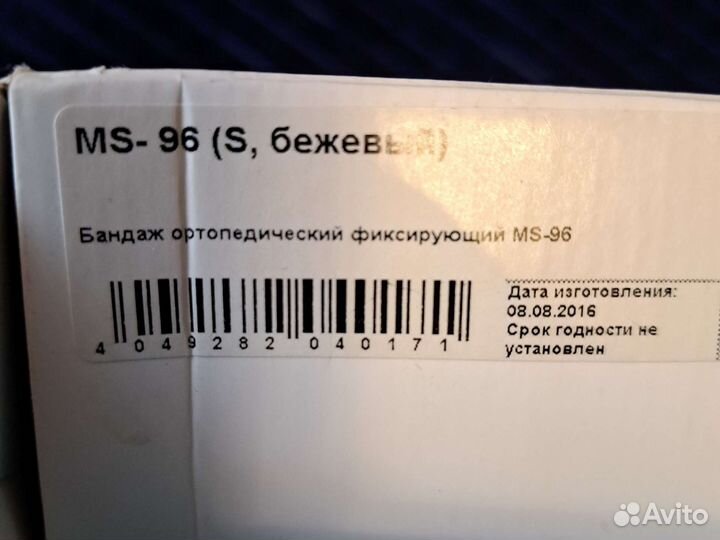 MS- 96 (S, бежевый)
Бандаж ортопедический фиксирующий MS-96
4 049282 040171
Дата изготовления:
08.08.2016
Срок годности не
установлен
Avito